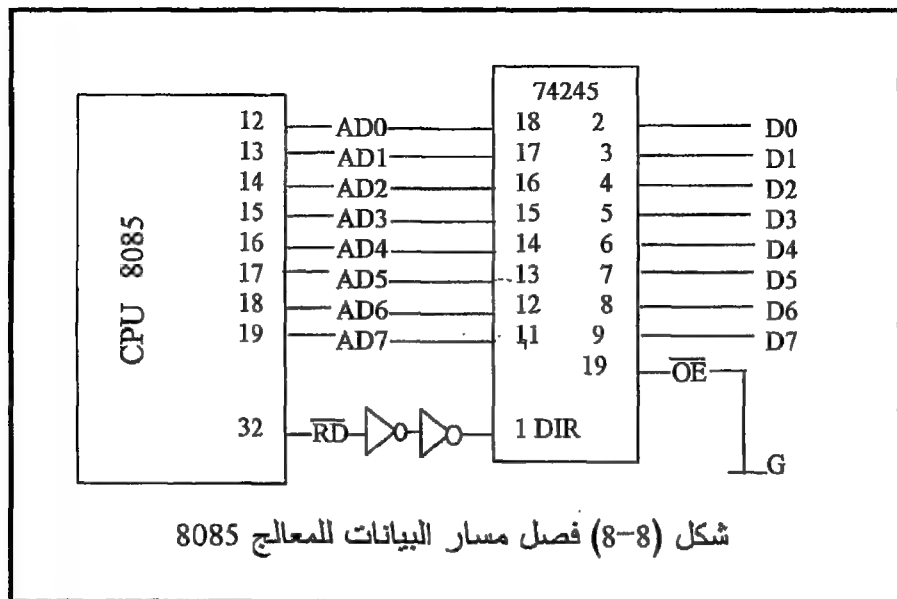 74245
12 AD0 18 2 D0
13 AD1 17 3 D1
14 AD2 16 4 D2
15 AD3 15 5 D3
16 AD4 14 6 D4
17 AD5 13 7 D5
18 AD6 12 8 D6
19 AD7 11 9 D7
19 OE
CPU 8085
32 RD 1 DIR
G
شكل (8-8) فصل مسار البيانات للمعالج 8085